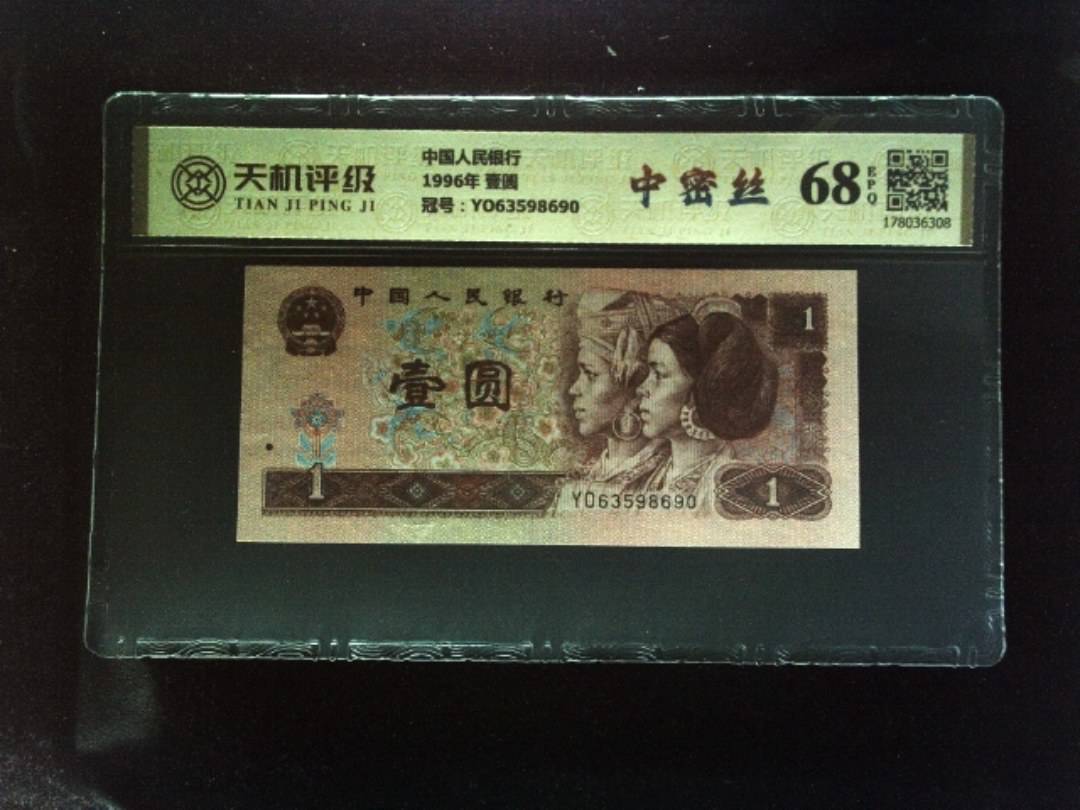 天机评级
TIAN JI PING JI
中国人民银行
1996年 壹圆
冠号：YO63598690
中密丝
68
EPQ
178036308
中国人民银行
1
壹圆
1
YO63598690
1